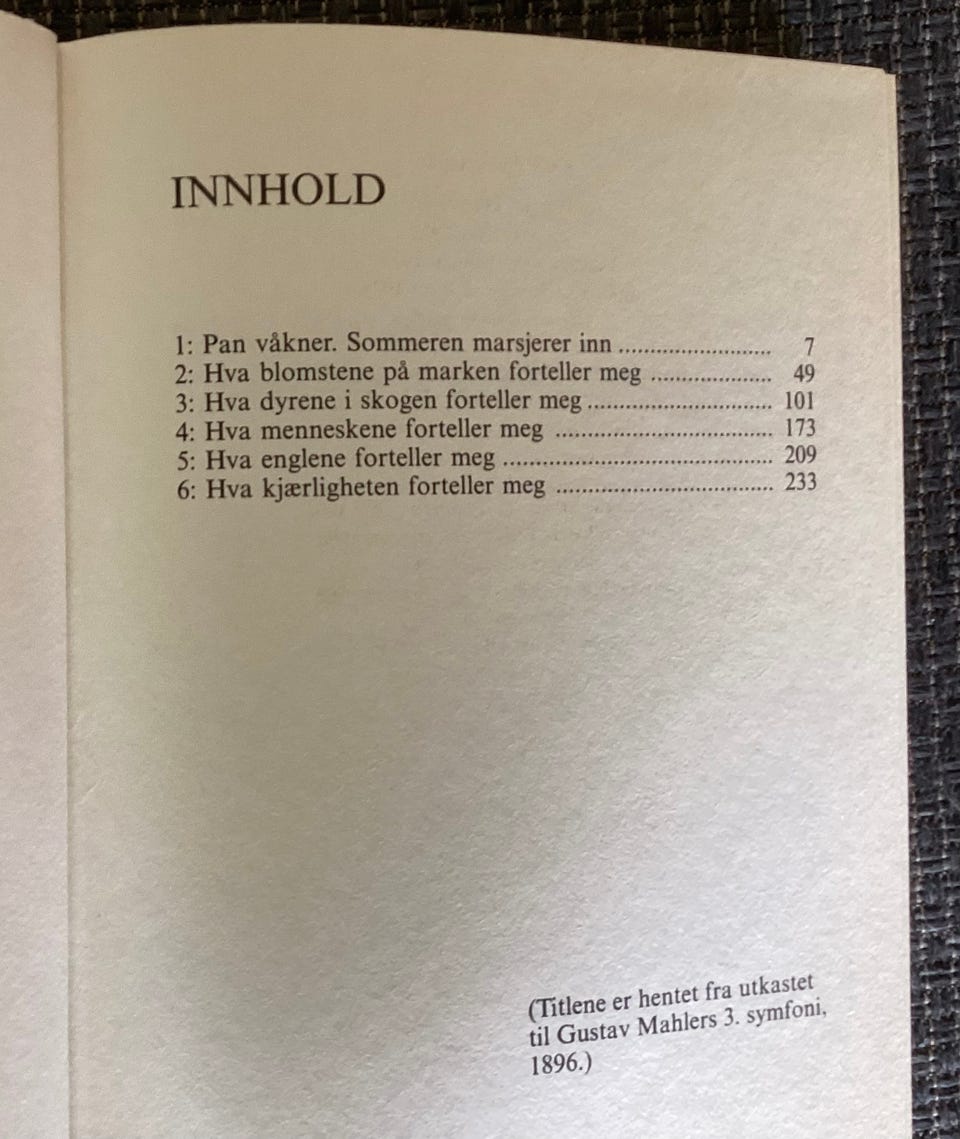 INNHOLD
1: Pan våkner. Sommeren marsjerer inn ........................ 7
2: Hva blomstene på marken forteller meg ................... 49
3: Hva dyrene i skogen forteller meg ............................. 101
4: Hva menneskene forteller meg .................................. 173
5: Hva englene forteller meg .......................................... 209
6: Hva kjærligheten forteller meg .................................. 233
(Titlene er hentet fra utkastet
til Gustav Mahlers 3. symfoni,
1896.)